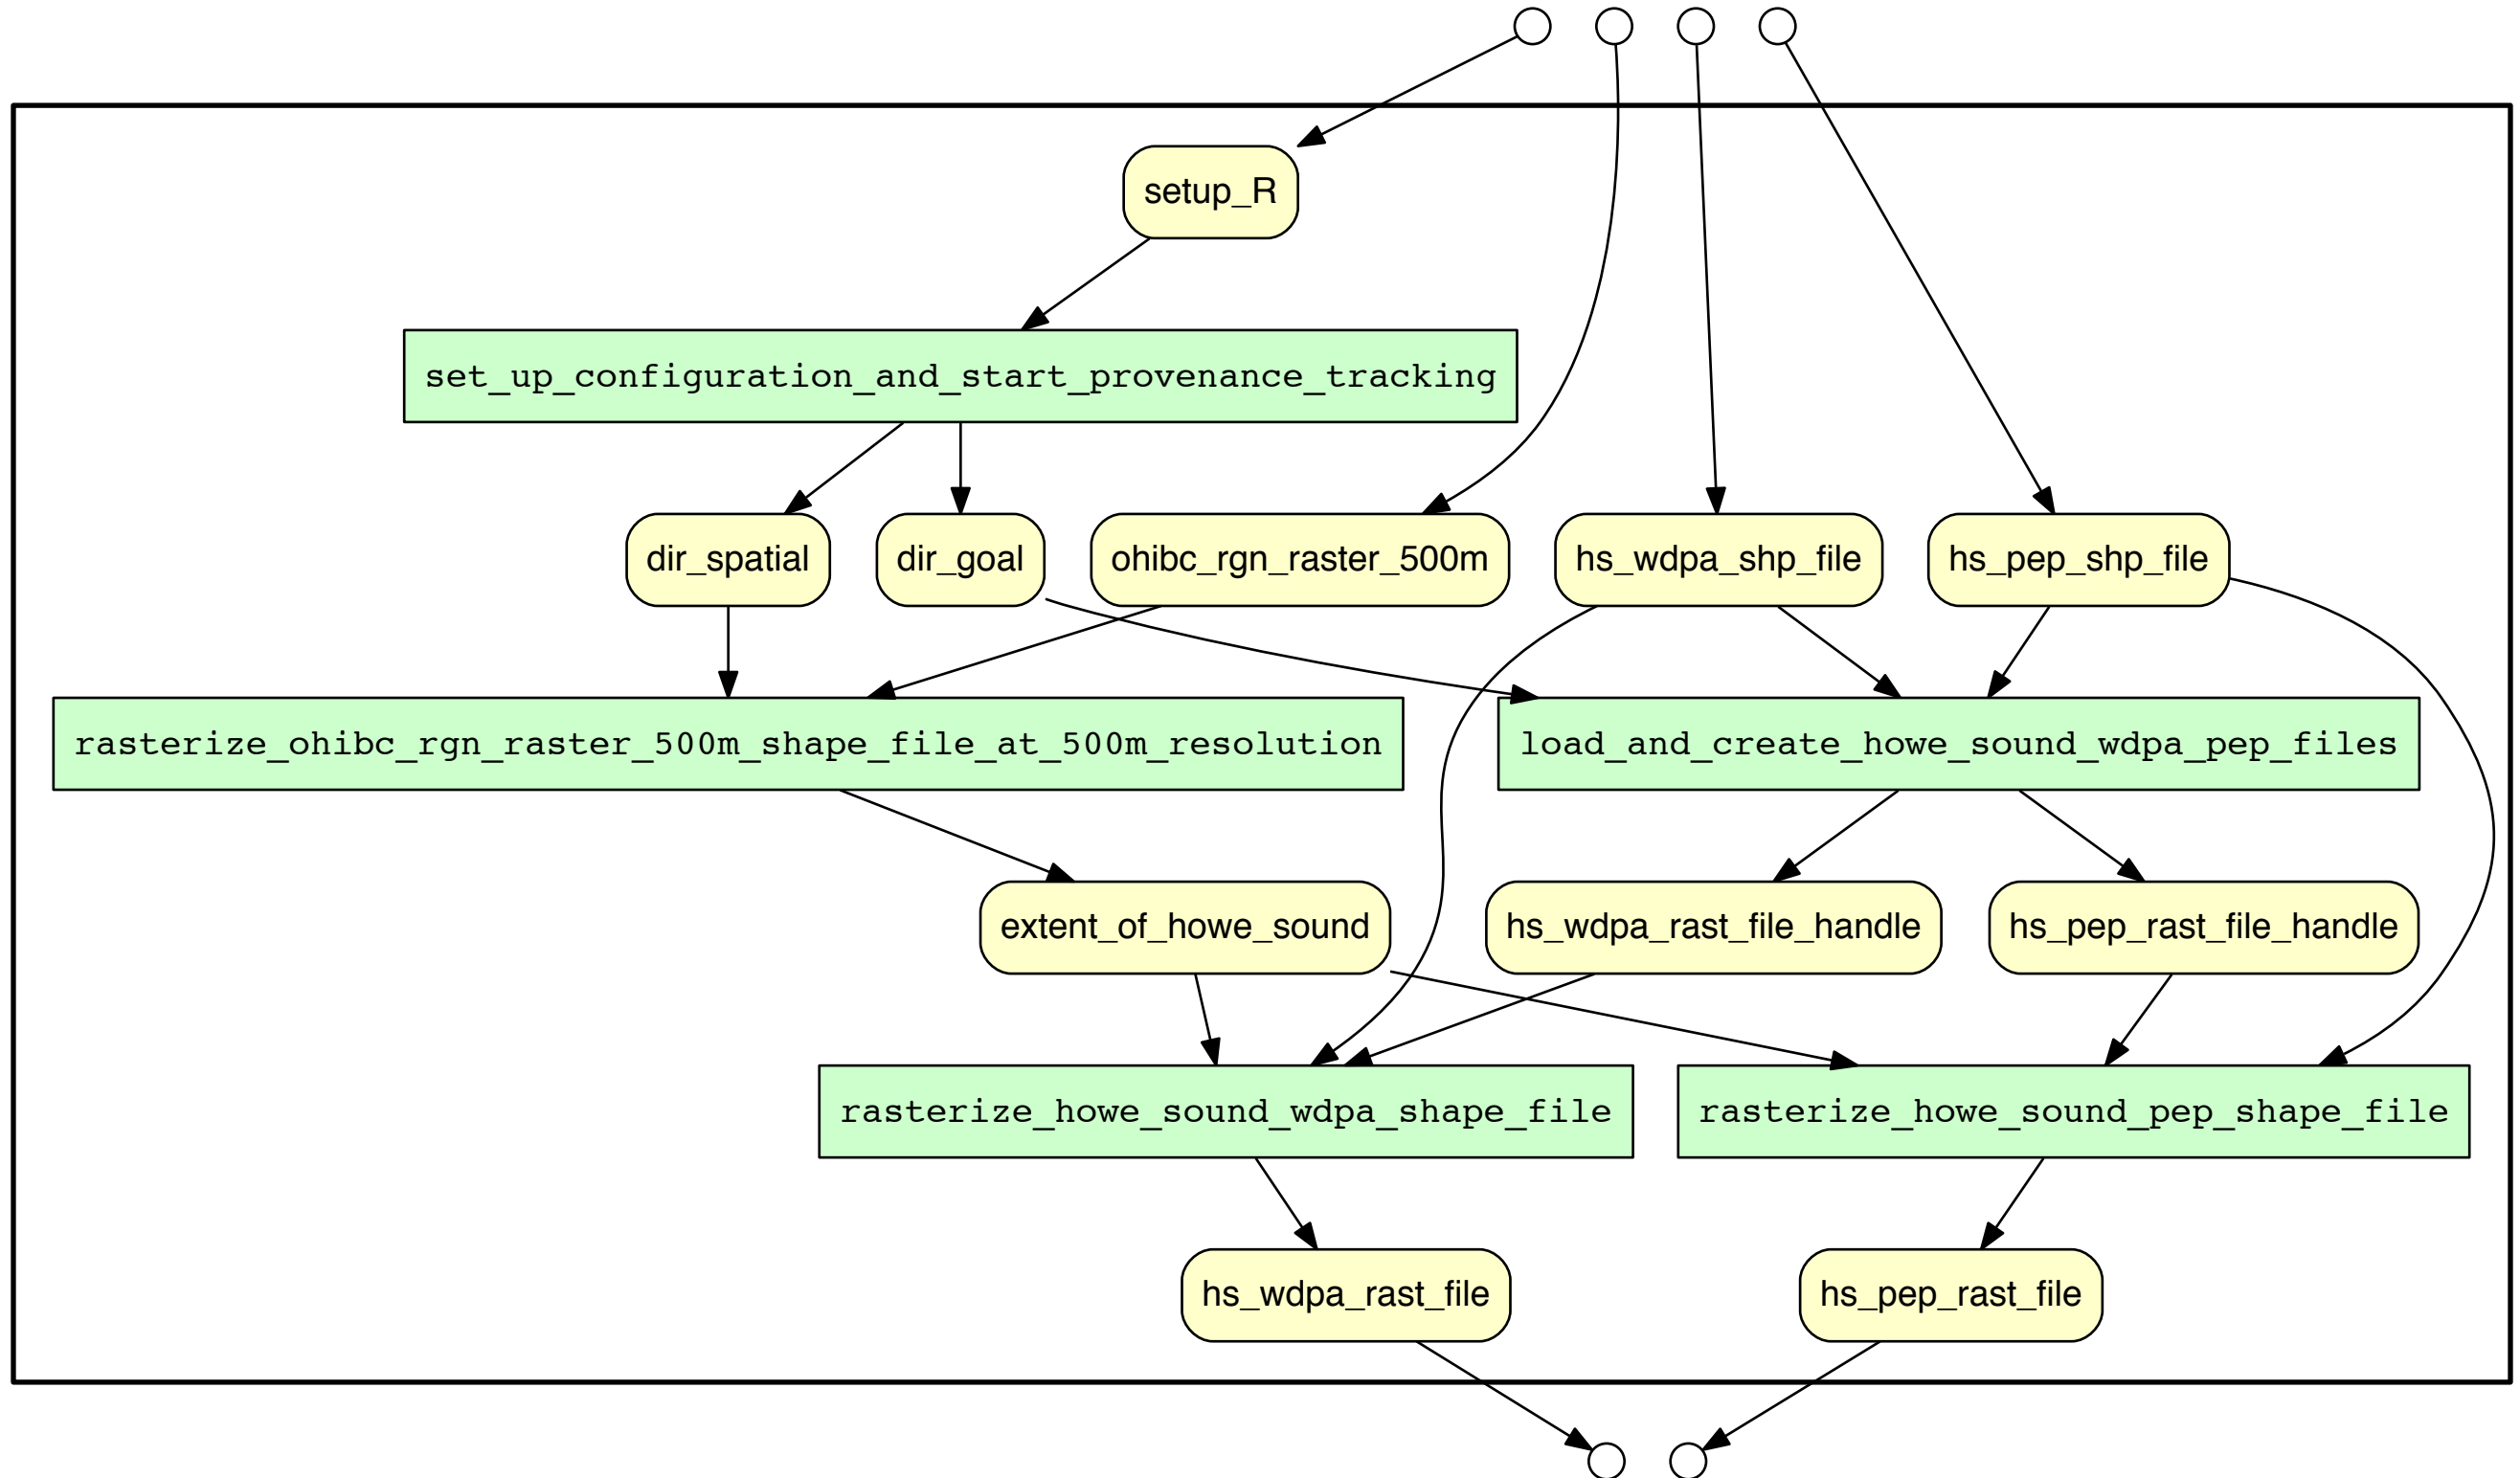 setup_R
set_up_configuration_and_start_provenance_tracking
dir_spatial
dir_goal
ohibc_rgn_raster_500m
hs_wdpa_shp_file
hs_pep_shp_file
rasterize_ohibc_rgn_raster_500m_shape_file_at_500m_resolution
load_and_create_howe_sound_wdpa_pep_files
extent_of_howe_sound
hs_wdpa_rast_file_handle
hs_pep_rast_file_handle
rasterize_howe_sound_wdpa_shape_file
rasterize_howe_sound_pep_shape_file
hs_wdpa_rast_file
hs_pep_rast_file